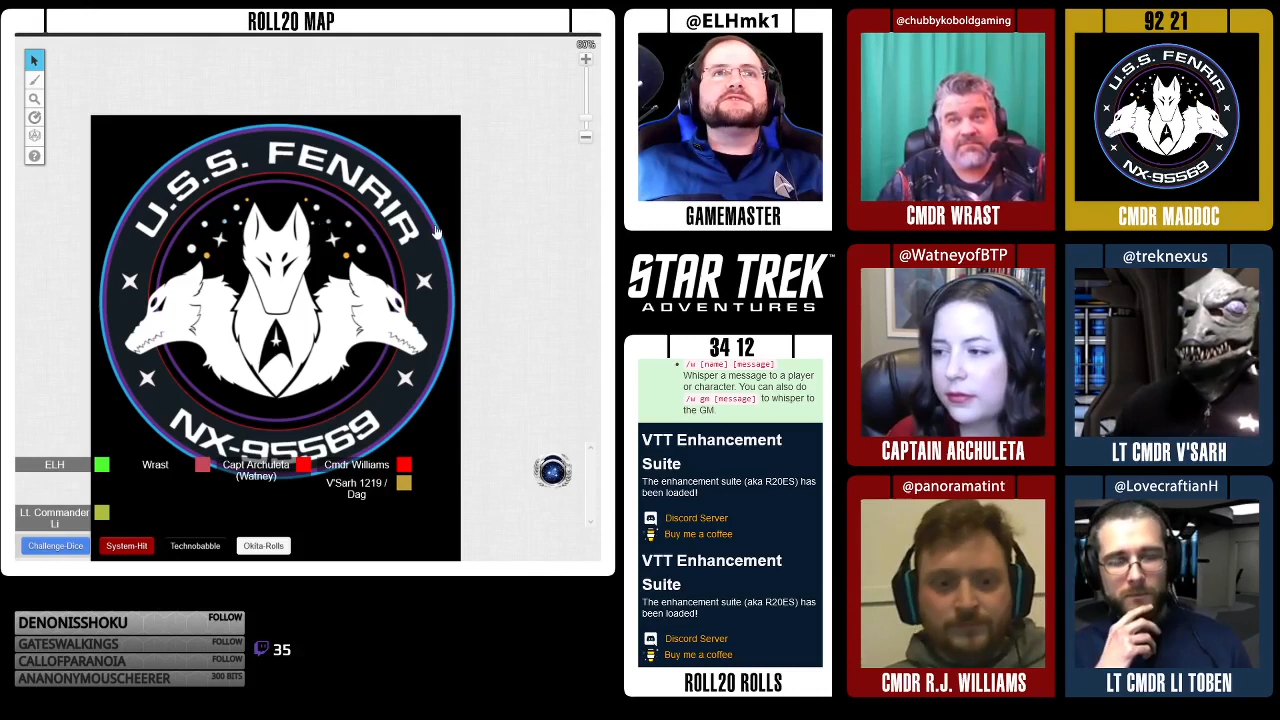 ROLL20 MAP
60%
U.S.S. FENRIR
NX-95569
ELH
Wrast
Capt Archuleta
(Watney)
Cmdr Williams
V'Sarh 1219 /
Dag
Lt. Commander
Li
Challenge-Dice
System-Hit
Technobabble
Okita-Rolls
DENONISSHOKU FOLLOW
GATESWALKINGS FOLLOW
CALLOFPARANOIA FOLLOW
ANANONYMOUSCHEERER 300 BITS
35
@ELHmk1
GAMEMASTER
@chubbykoboldgaming
CMDR WRAST
92 21
U.S.S. FENRIR
NX-95569
CMDR MADDOC
STAR TREK™
ADVENTURES
@WatneyofBTP
CAPTAIN ARCHULETA
@treknexus
LT CMDR V'SARH
34 12
/w [name] [message]
Whisper a message to a player
or character. You can also do
/w gm [message] to whisper to
the GM.
VTT Enhancement
Suite
The enhancement suite (aka R20ES) has
been loaded!
Discord Server
Buy me a coffee
VTT Enhancement
Suite
The enhancement suite (aka R20ES) has
been loaded!
Discord Server
Buy me a coffee
ROLL20 ROLLS
@panoramatint
CMDR R.J. WILLIAMS
@LovecraftianH
LT CMDR LI TOBEN